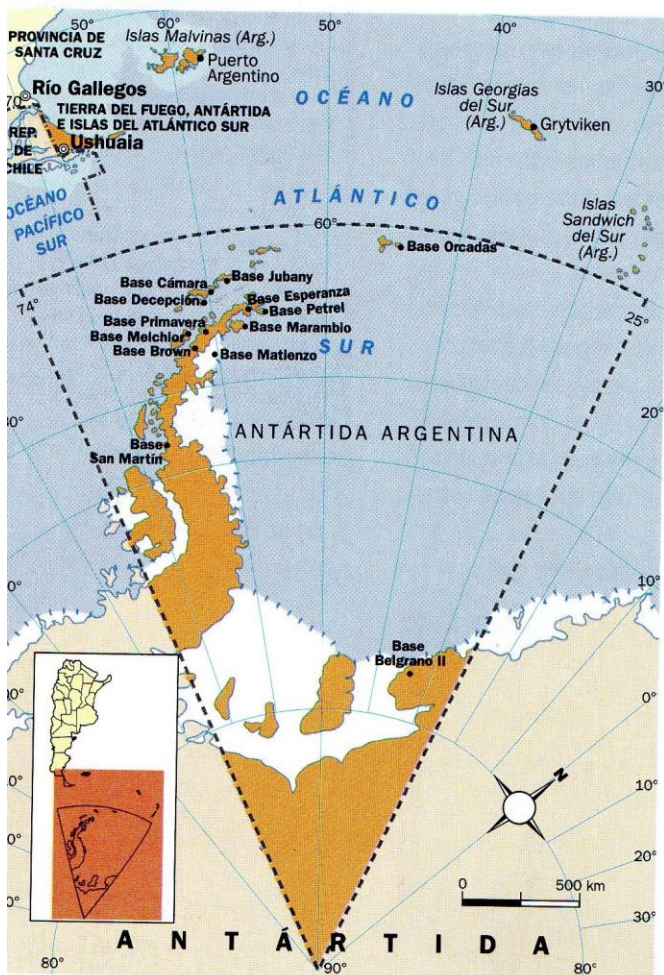 60°
50°
40°
30°
PROVINCIA DE
SANTA CRUZ
Islas Malvinas (Arg.)
Puerto
Argentino
Río Gallegos
70°
TIERRA DEL FUEGO, ANTÁRTIDA
E ISLAS DEL ATLÁNTICO SUR
OCÉANO
Islas Georgias
del Sur
(Arg.)
Grytviken
REP.
DE
CHILE
Ushuaia
OCÉANO
PACÍFICO
SUR
ATLÁNTICO
60°
Islas
Sandwich
del Sur
(Arg.)
Base Orcadas
74°
25°
Base Jubany
Base Cámara
Base Decepción
Base Esperanza
Base Petrel
Base Primavera
Base Marambio
Base Melchior
Base Brown
Base Matienzo
SUR
20°
ANTÁRTIDA ARGENTINA
Base
San Martín
10°
Base
Belgrano II
0°
N
10°
20°
0
500 km
30°
ANTÁRTIDA
80°
90°
80°